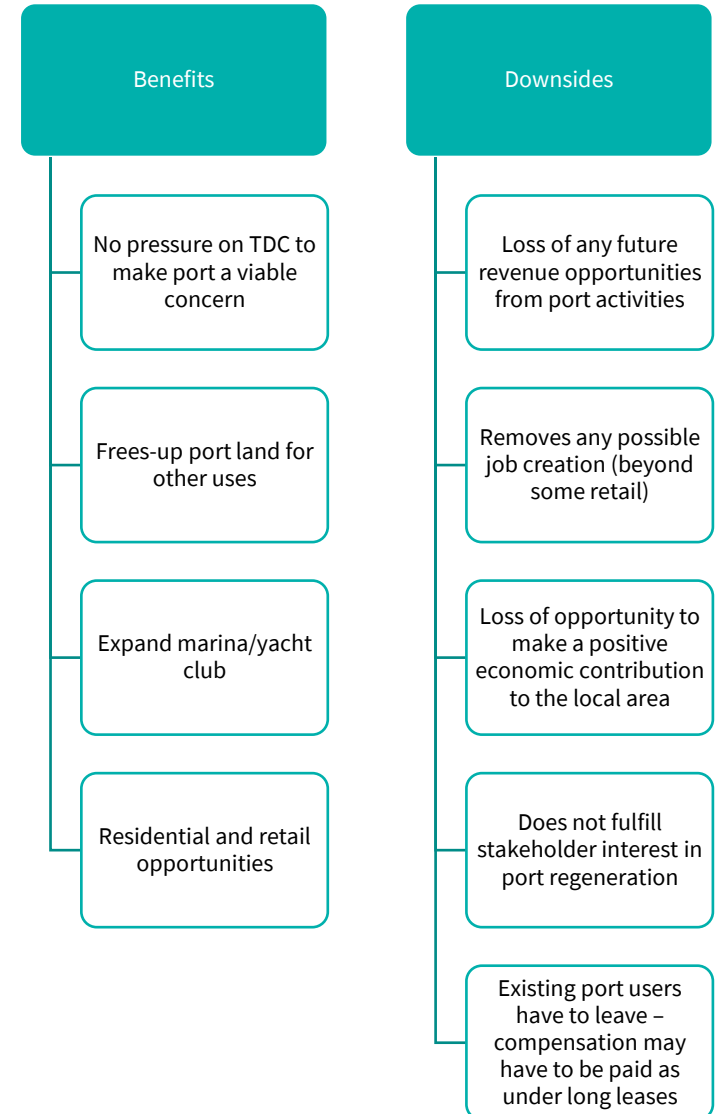 Benefits
No pressure on TDC to
make port a viable
concern
Frees-up port land for
other uses
Expand marina/yacht
club
Residential and retail
opportunities
Downsides
Loss of any future
revenue opportunities
from port activities
Removes any possible
job creation (beyond
some retail)
Loss of opportunity to
make a positive
economic contribution
to the local area
Does not fulfill
stakeholder interest in
port regeneration
Existing port users
have to leave –
compensation may
have to be paid as
under long leases